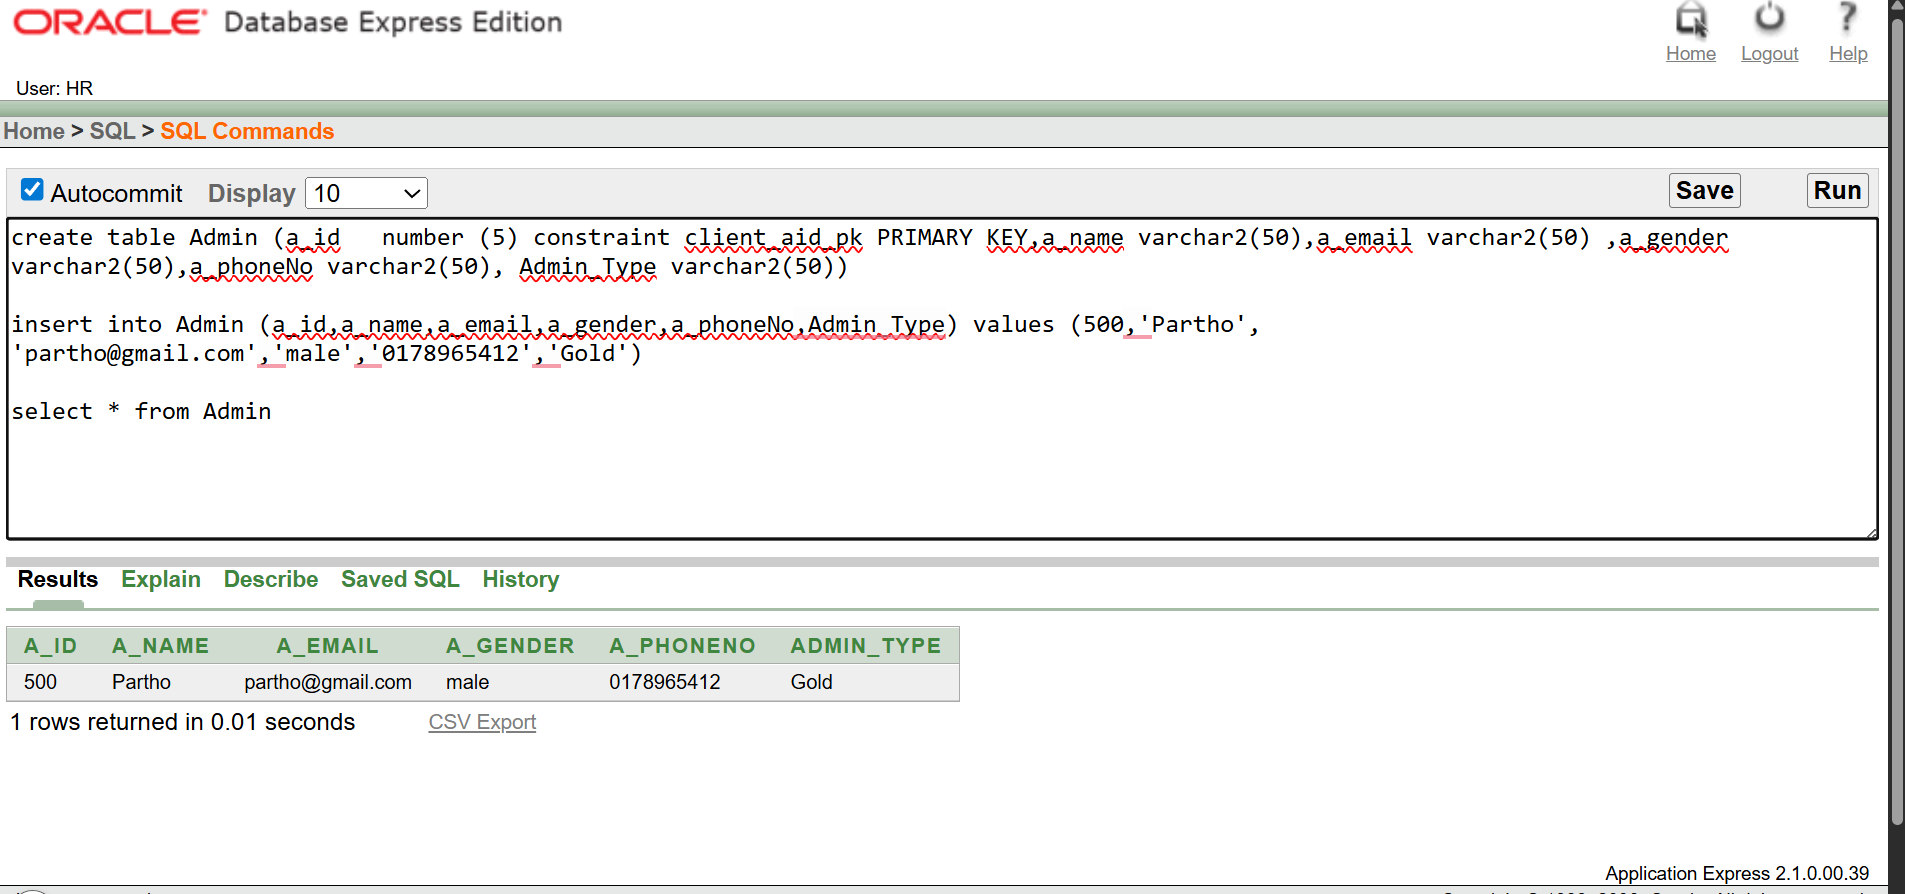 ORACLE Database Express Edition
Home Logout Help
User: HR
Home > SQL > SQL Commands
Autocommit Display 10 Save Run
create table Admin (a_id   number (5) constraint client_aid_pk PRIMARY KEY,a_name varchar2(50),a_email varchar2(50) ,a_gender
varchar2(50),a_phoneNo varchar2(50), Admin_Type varchar2(50))
insert into Admin (a_id,a_name,a_email,a_gender,a_phoneNo,Admin_Type) values (500,'Partho',
'partho@gmail.com','male','0178965412','Gold')
select * from Admin
Results Explain Describe Saved SQL History
A_ID A_NAME A_EMAIL A_GENDER A_PHONENO ADMIN_TYPE
500 Partho partho@gmail.com male 0178965412 Gold
1 rows returned in 0.01 seconds CSV Export
Application Express 2.1.0.00.39